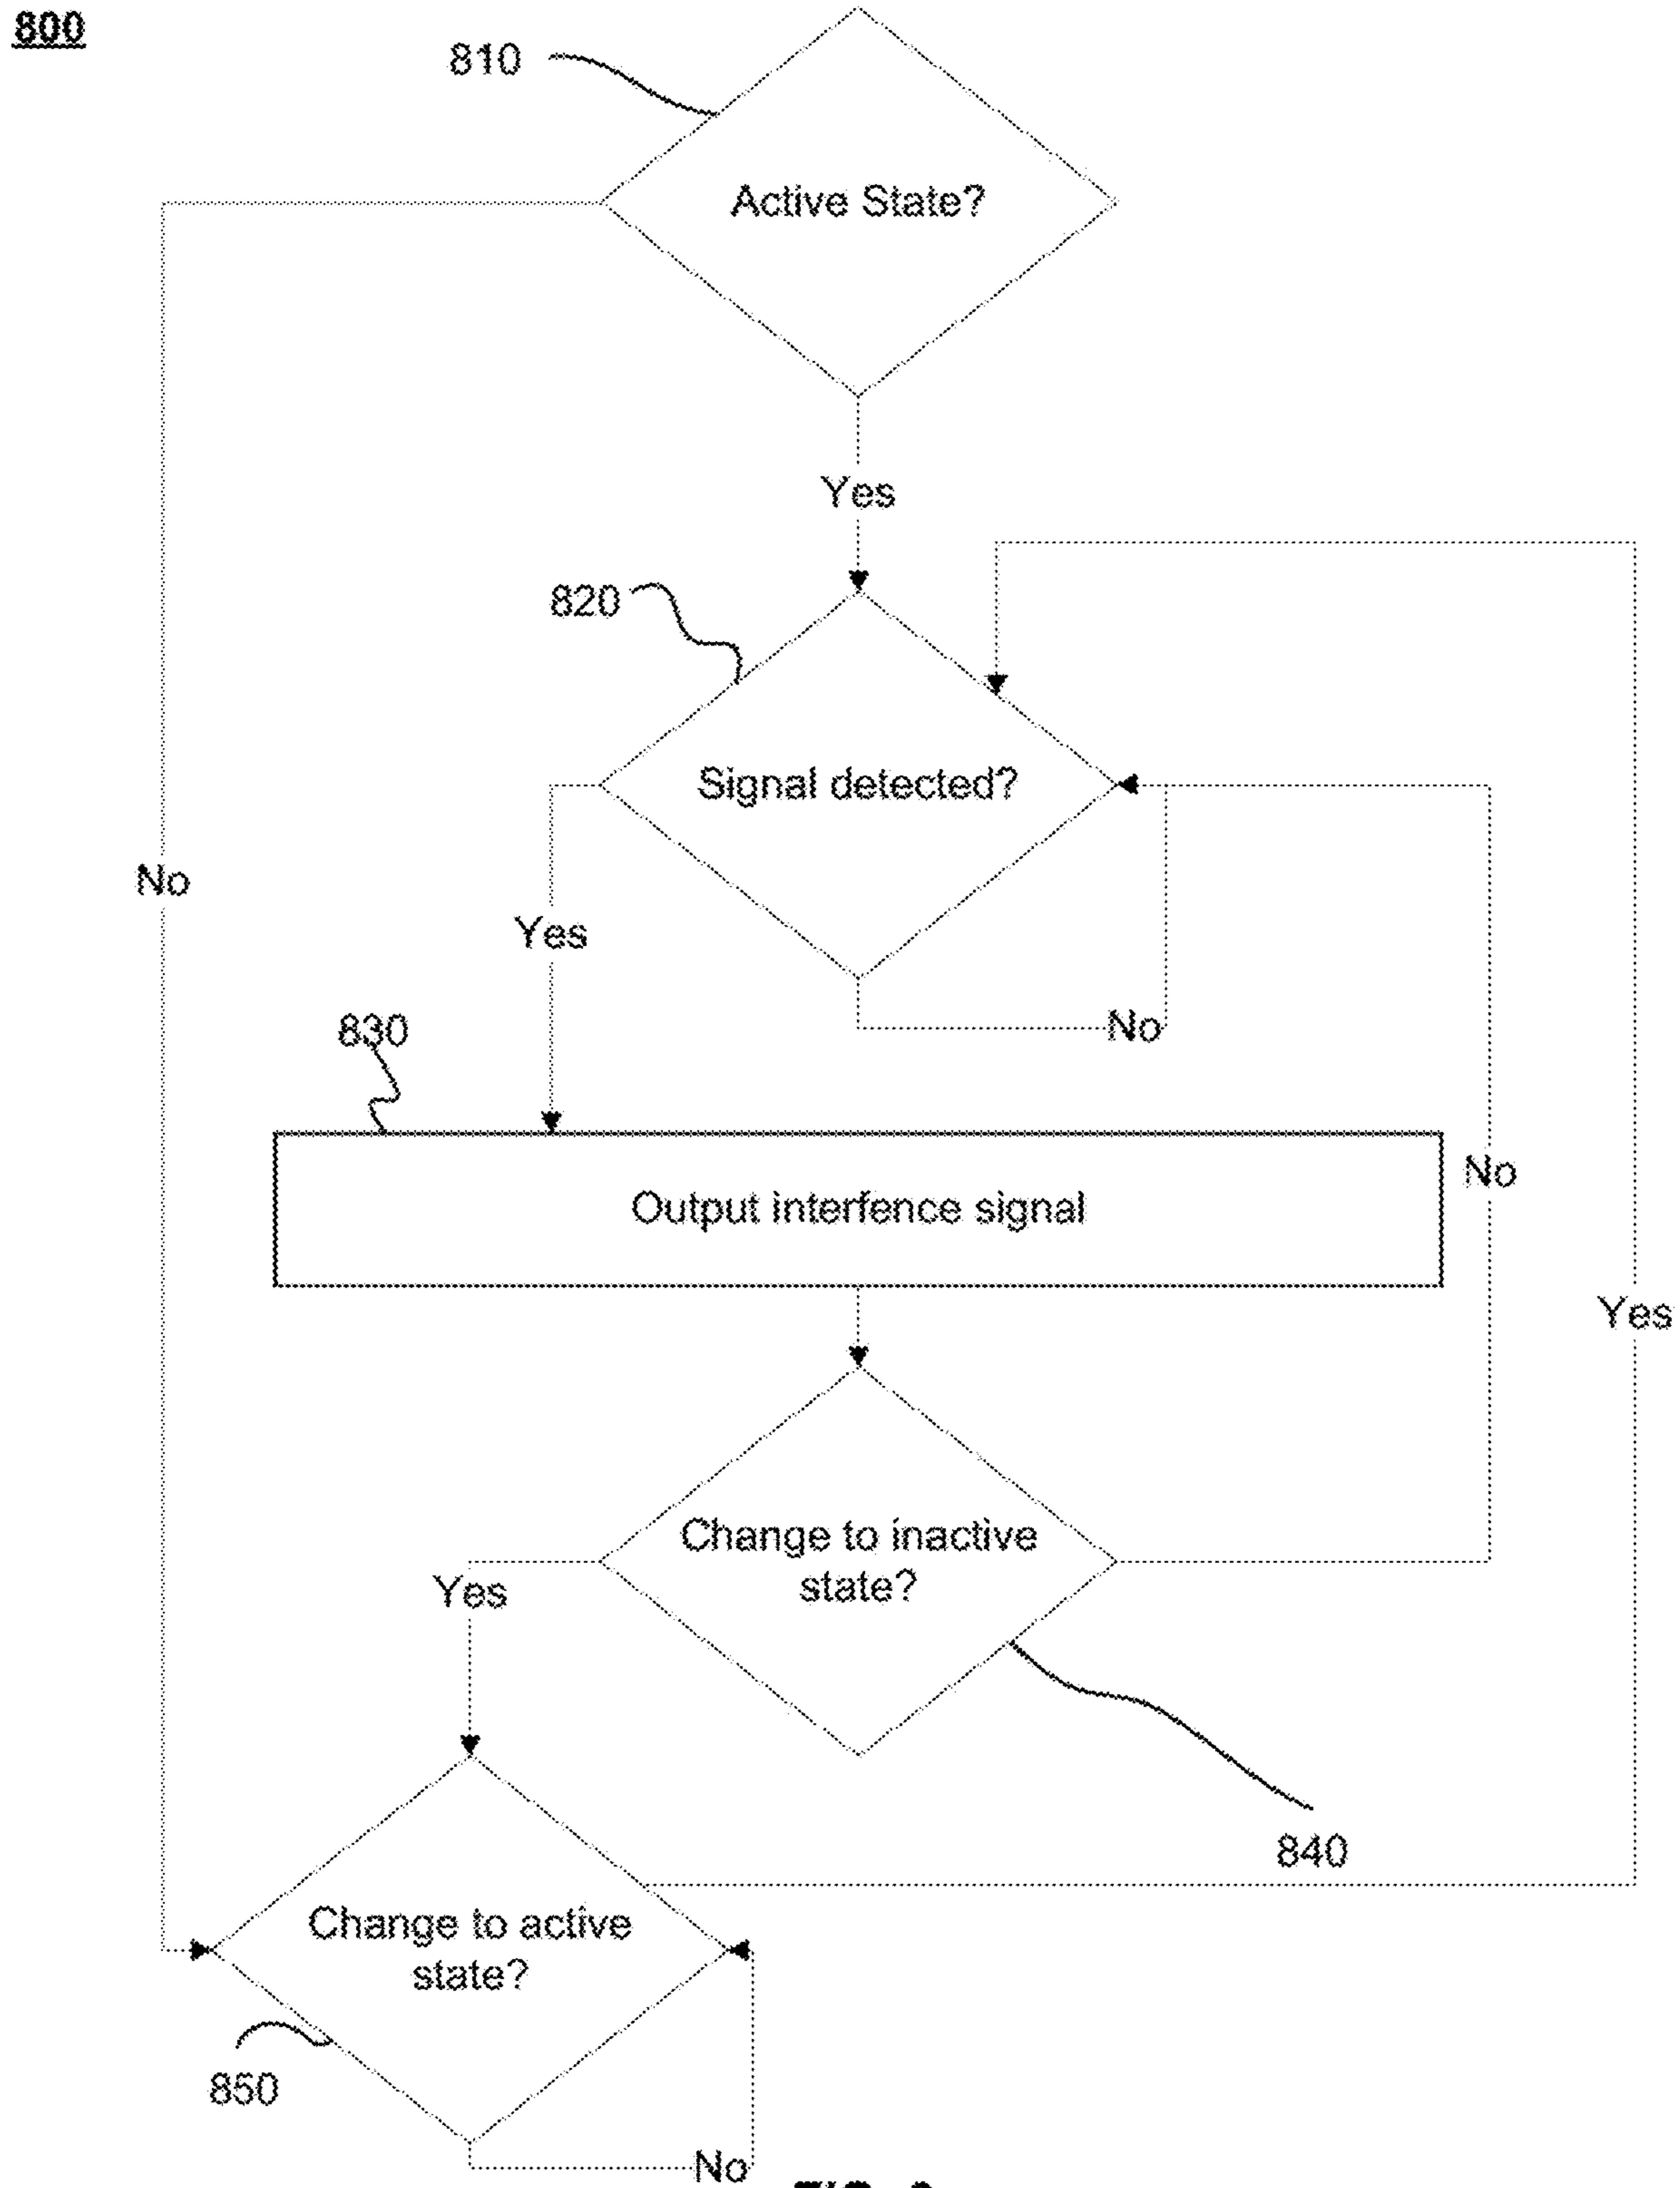 800
810
Active State?
Yes
820
Signal detected?
No
Yes
No
830
Output interfence signal
No
Yes
Change to inactive
state?
Yes
840
Change to active
state?
850
No